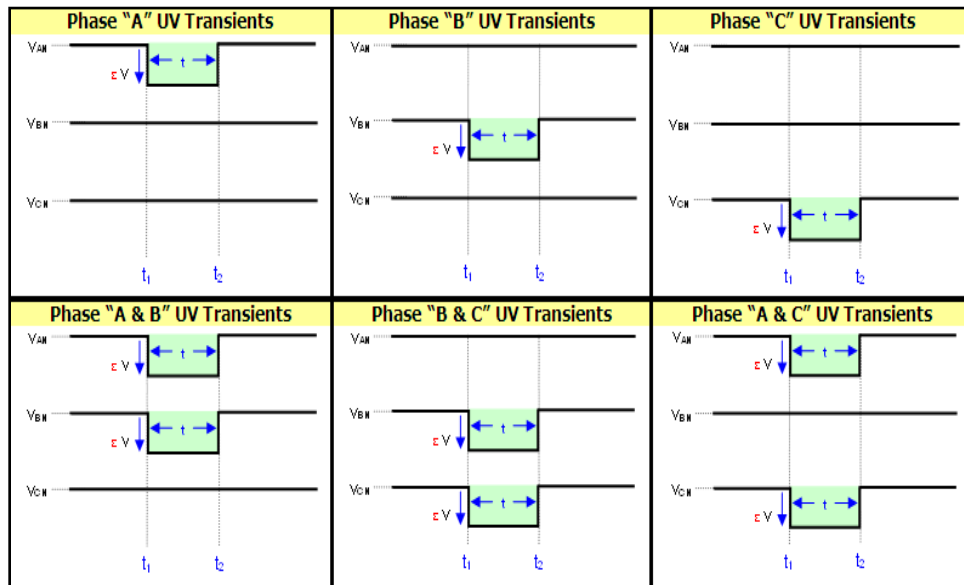 Phase “A” UV Transients
VAN
ε V
t
VBN
VCN
t1
t2
Phase “B” UV Transients
VAN
VBN
ε V
t
VCN
t1
t2
Phase “C” UV Transients
VAN
VBN
VCN
ε V
t
t1
t2
Phase “A & B” UV Transients
VAN
t
ε V
VBN
t
ε V
VCN
t1
t2
Phase “B & C” UV Transients
VAN
VBN
t
ε V
VCN
t
ε V
t1
t2
Phase “A & C” UV Transients
VAN
t
ε V
VBN
VCN
t
ε V
t1
t2